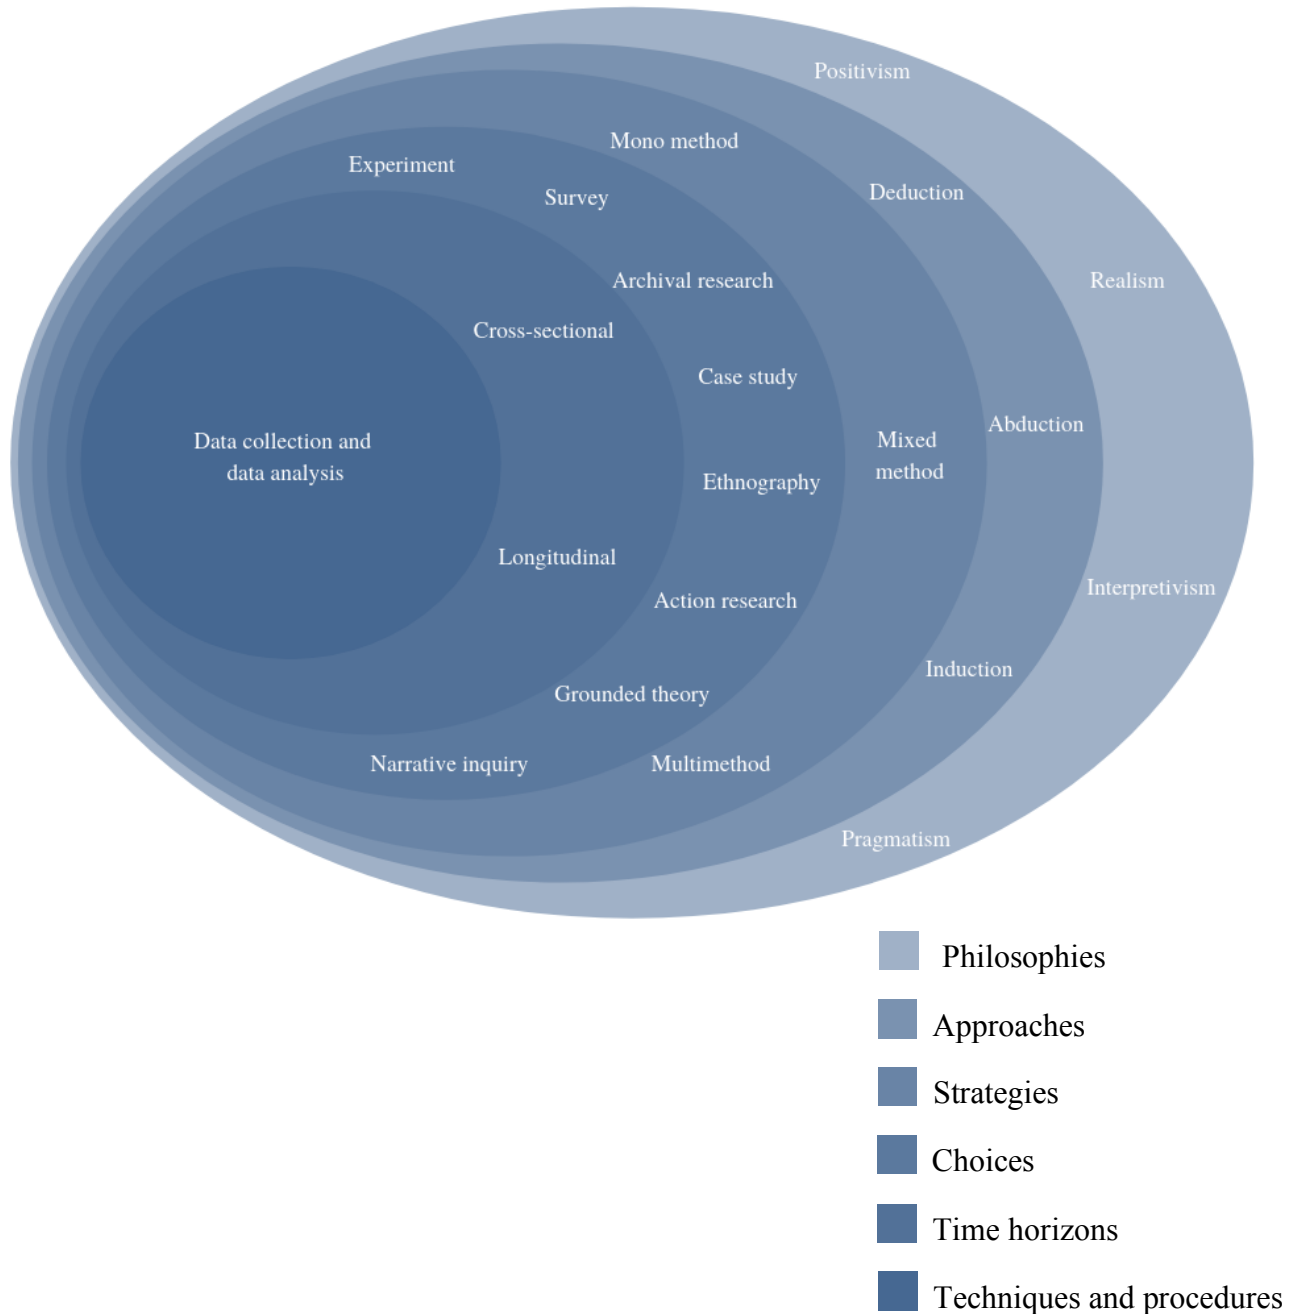 Positivism
Mono method
Experiment
Deduction
Survey
Archival research
Realism
Cross-sectional
Case study
Abduction
Data collection and
data analysis
Mixed
method
Ethnography
Longitudinal
Interpretivism
Action research
Induction
Grounded theory
Narrative inquiry
Multimethod
Pragmatism
Philosophies
Approaches
Strategies
Choices
Time horizons
Techniques and procedures